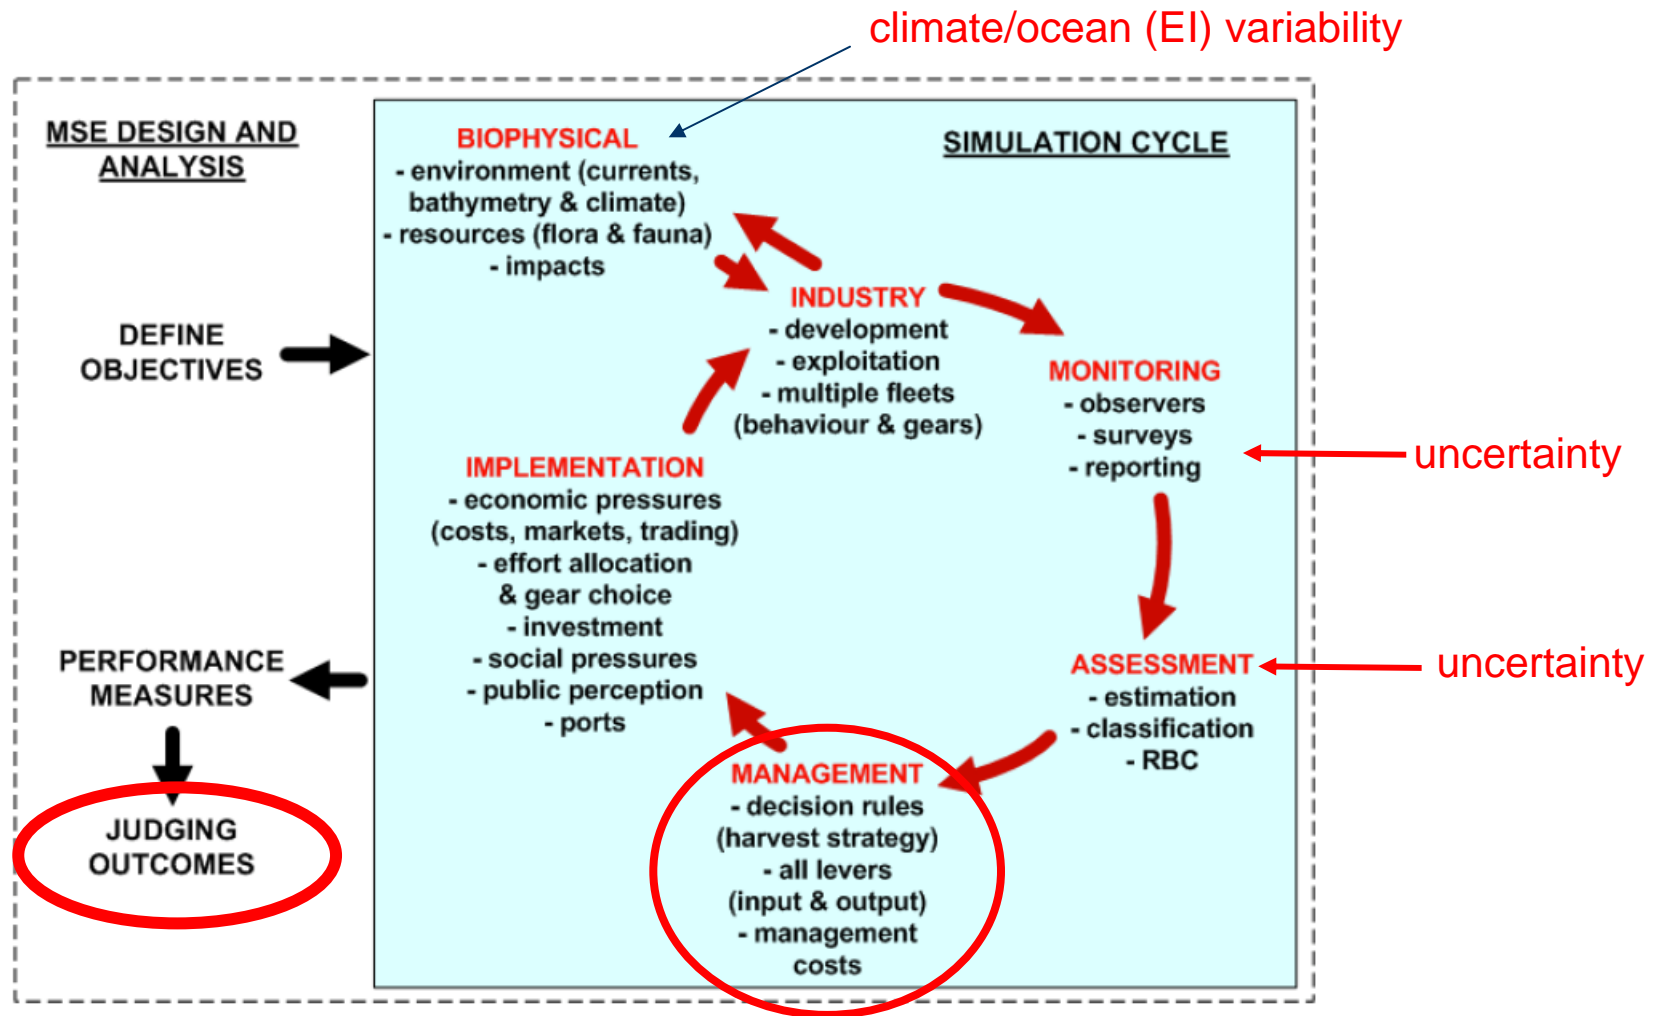 climate/ocean (EI) variability
MSE DESIGN AND
ANALYSIS
SIMULATION CYCLE
BIOPHYSICAL
- environment (currents,
bathymetry & climate)
- resources (flora & fauna)
- impacts
INDUSTRY
- development
- exploitation
- multiple fleets
(behaviour & gears)
DEFINE
OBJECTIVES
MONITORING
- observers
- surveys
- reporting
uncertainty
IMPLEMENTATION
- economic pressures
(costs, markets, trading)
- effort allocation
& gear choice
- investment
- social pressures
- public perception
- ports
PERFORMANCE
MEASURES
ASSESSMENT
- estimation
- classification
- RBC
uncertainty
MANAGEMENT
- decision rules
(harvest strategy)
- all levers
(input & output)
- management
costs
JUDGING
OUTCOMES